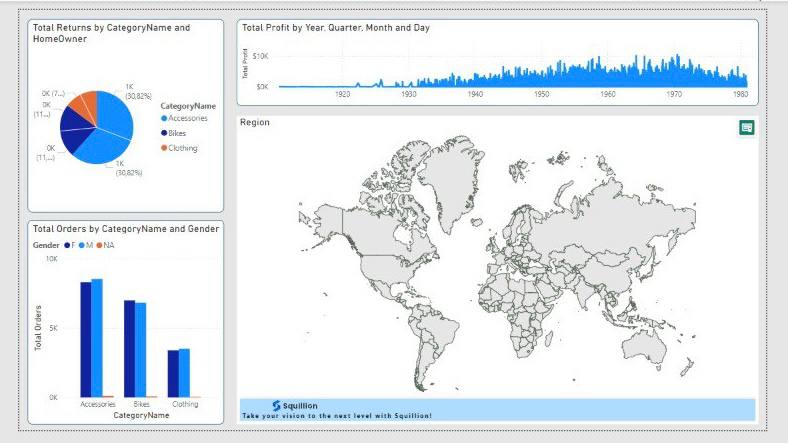 Total Returns by CategoryName and
HomeOwner
1K
(30,82%)
0K (7...)
0K
(11...)
0K
(11,...)
1K
(30,82%)
CategoryName
Accessories
Bikes
Clothing
Total Profit by Year, Quarter, Month and Day
Total Profit
$10K
$0K
1920
1930
1940
1950
1960
1970
1980
Region
Total Orders by CategoryName and Gender
Gender F M NA
Total Orders
10K
5K
0K
Accessories Bikes Clothing
CategoryName
Squillion
Take your vision to the next level with Squillion!